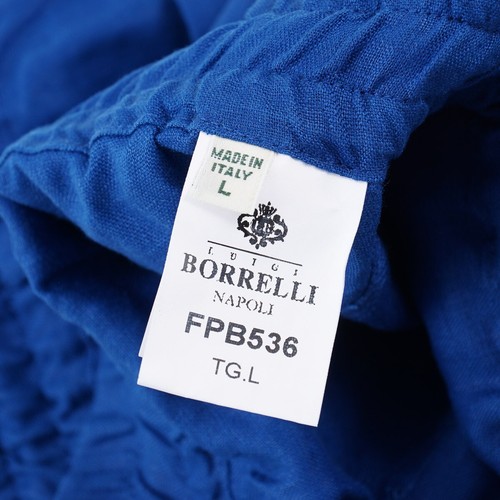 MADE IN
ITALY
L
LUIGI
BORRELLI
NAPOLI
FPB536
TG.L